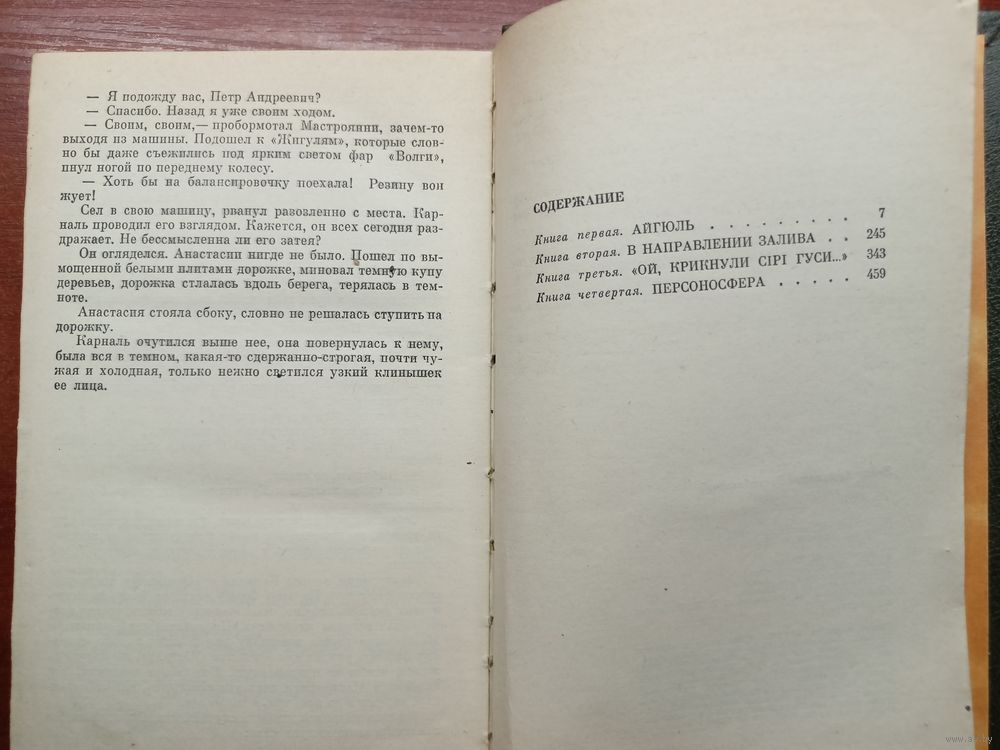 — Я подожду вас, Петр Андреевич?
— Спасибо. Назад я уже своим ходом.
— Своим, своим,— пробормотал Мастроянни, зачем-то
выходя из машины. Подошел к «Жигулям», которые слов-
но бы даже съежились под ярким светом фар «Волги»,
пнул ногой по переднему колесу.
— Хоть бы на балансировочку поехала! Резину вон
жует!
Сел в свою машину, рванул разозленно с места. Кар-
наль проводил его взглядом. Кажется, он всех сегодня раз-
дражает. Не бессмысленна ли его затея?
Он огляделся. Анастасии нигде не было. Пошел по вы-
мощенной белыми плитами дорожке, миновал темную купу
деревьев, дорожка стлалась вдоль берега, терялась в тем-
ноте.
Анастасия стояла сбоку, словно не решалась ступить на
дорожку.
Карналь очутился выше нее, она повернулась к нему,
была вся в темном, какая-то сдержанно-строгая, почти чу-
жая и холодная, только нежно светился узкий клинышек
ее лица.
СОДЕРЖАНИЕ
Книга первая. АЙГЮЛЬ . . . . . . . . 7
Книга вторая. В НАПРАВЛЕНИИ ЗАЛИВА . . 245
Книга третья. «ОЙ, КРИКНУЛИ СІРІ ГУСИ...» 343
Книга четвертая. ПЕРСОНОСФЕРА . . . . . 459
www.ay.by